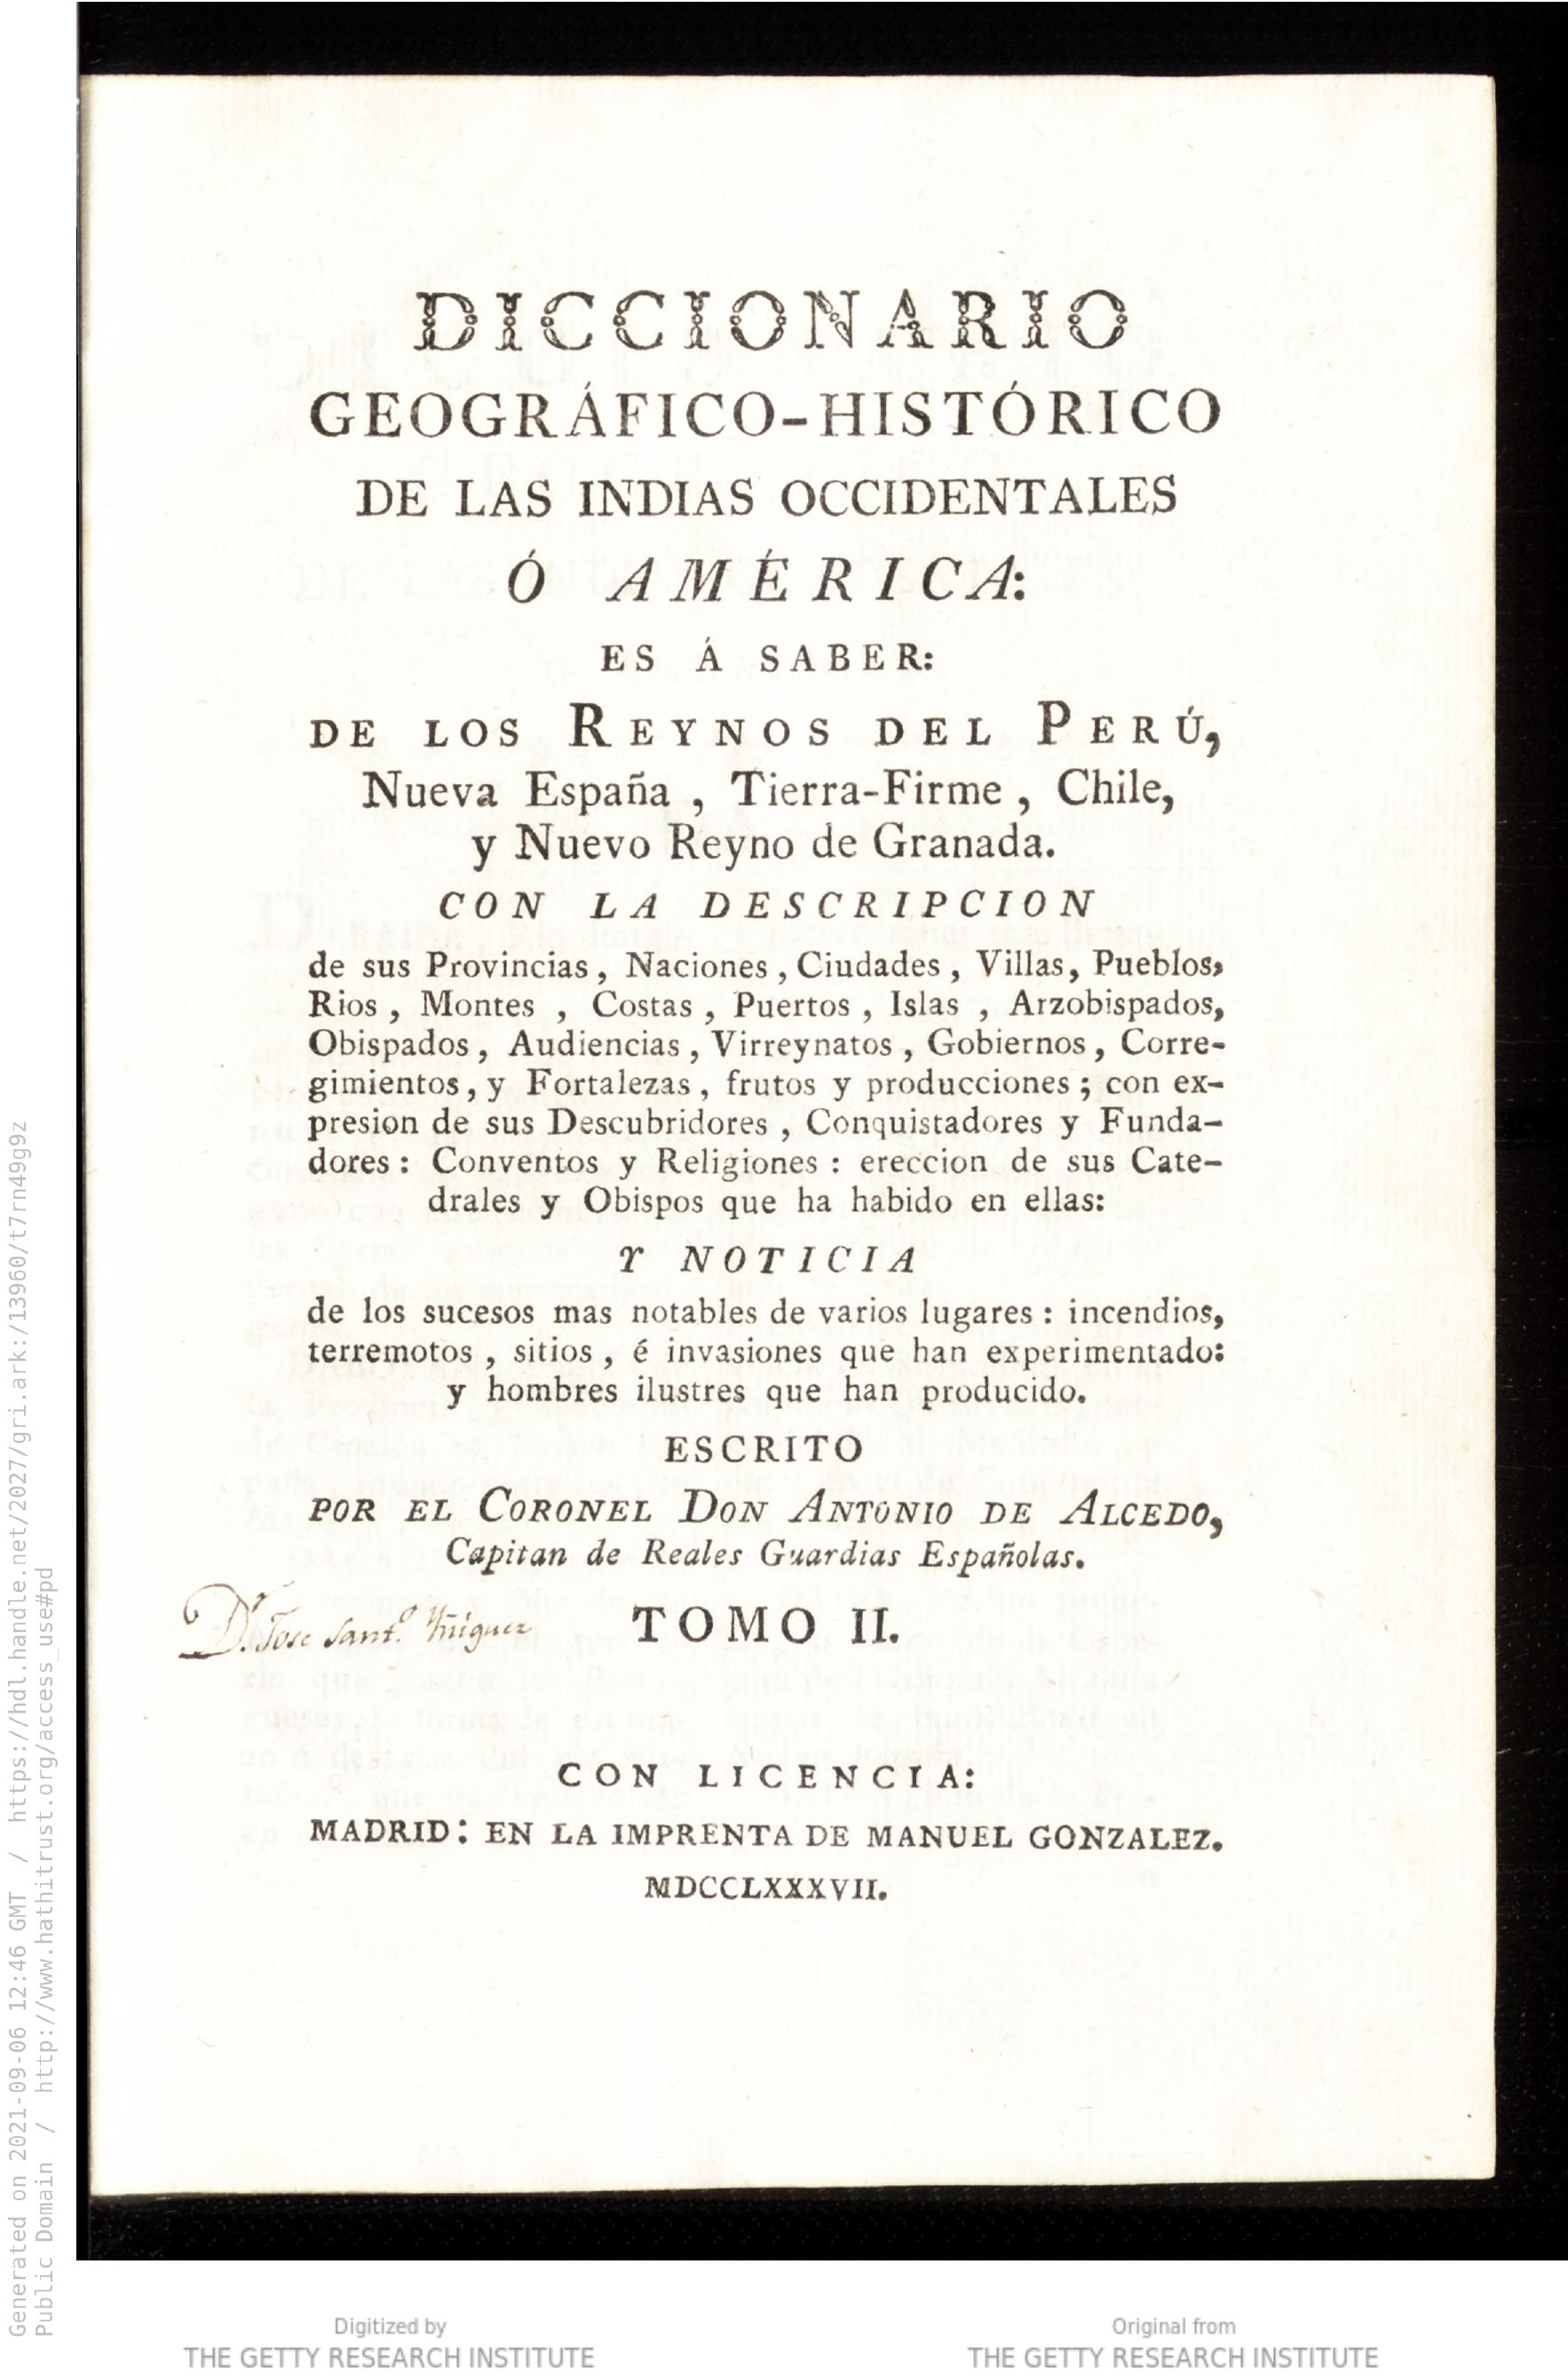 DICCIONARIO
GEOGRÁFICO-HISTÓRICO
DE LAS INDIAS OCCIDENTALES
Ó AMÉRICA:
ES Á SABER:
DE LOS REYNOS DEL PERÚ,
Nueva España , Tierra-Firme , Chile,
y Nuevo Reyno de Granada.
CON LA DESCRIPCION
de sus Provincias , Naciones , Ciudades , Villas, Pueblos,
Rios , Montes , Costas , Puertos , Islas , Arzobispados,
Obispados , Audiencias , Virreynatos , Gobiernos , Corre-
gimientos , y Fortalezas , frutos y producciones ; con ex-
presion de sus Descubridores , Conquistadores y Funda-
dores : Conventos y Religiones : ereccion de sus Cate-
drales y Obispos que ha habido en ellas:
Y NOTICIA
de los sucesos mas notables de varios lugares : incendios,
terremotos , sitios , é invasiones que han experimentado:
y hombres ilustres que han producido.
ESCRITO
POR EL CORONEL DON ANTONIO DE ALCEDO,
Capitan de Reales Guardias Españolas.
Dr. Jose Sant.o Yñiguez
TOMO II.
CON LICENCIA:
MADRID: EN LA IMPRENTA DE MANUEL GONZALEZ.
MDCCLXXXVII.
Generated on 2021-09-06 12:46 GMT / https://hdl.handle.net/2027/gri.ark:/13960/t7rn49g9z
Public Domain / http://www.hathitrust.org/access_use#pd
Digitized by
THE GETTY RESEARCH INSTITUTE
Original from
THE GETTY RESEARCH INSTITUTE